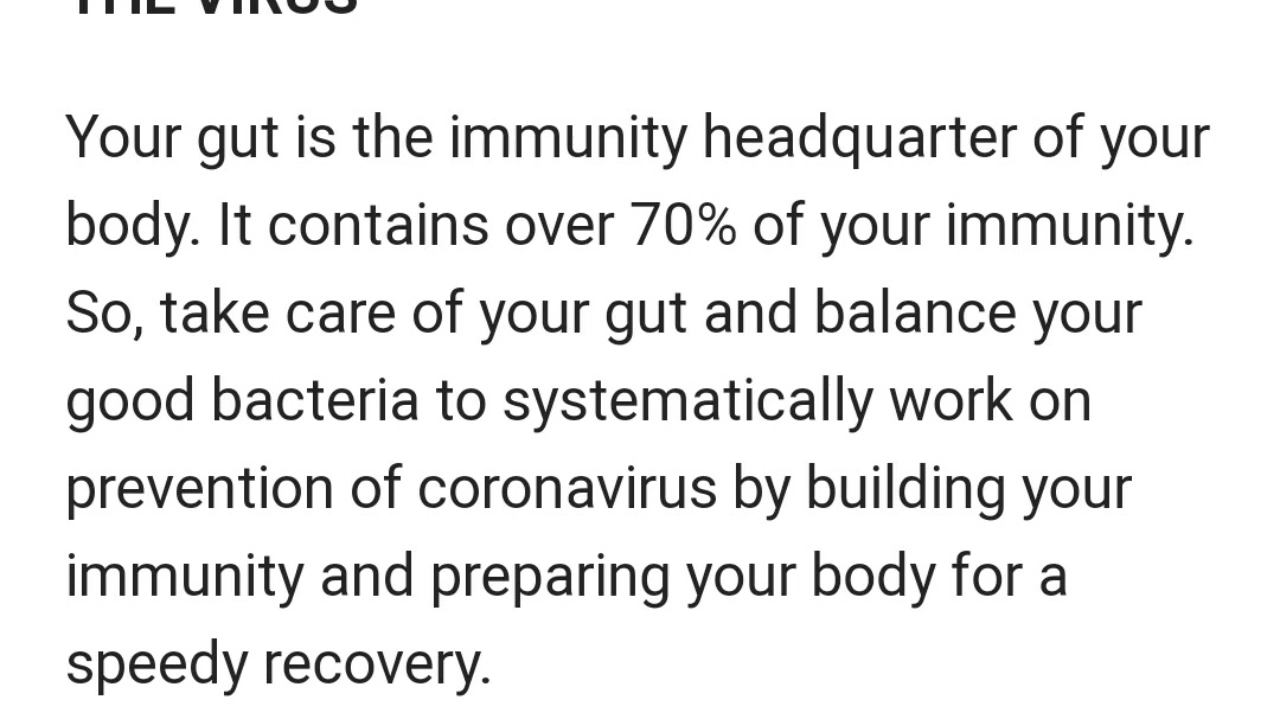 THE VIRUS
Your gut is the immunity headquarter of your
body. It contains over 70% of your immunity.
So, take care of your gut and balance your
good bacteria to systematically work on
prevention of coronavirus by building your
immunity and preparing your body for a
speedy recovery.